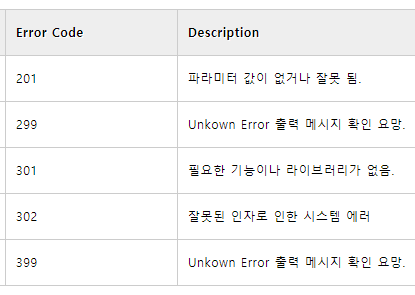 Error Code Description
201 파라미터 값이 없거나 잘못 됨.
299 Unkown Error 출력 메시지 확인 요망.
301 필요한 기능이나 라이브러리가 없음.
302 잘못된 인자로 인한 시스템 에러
399 Unkown Error 출력 메시지 확인 요망.